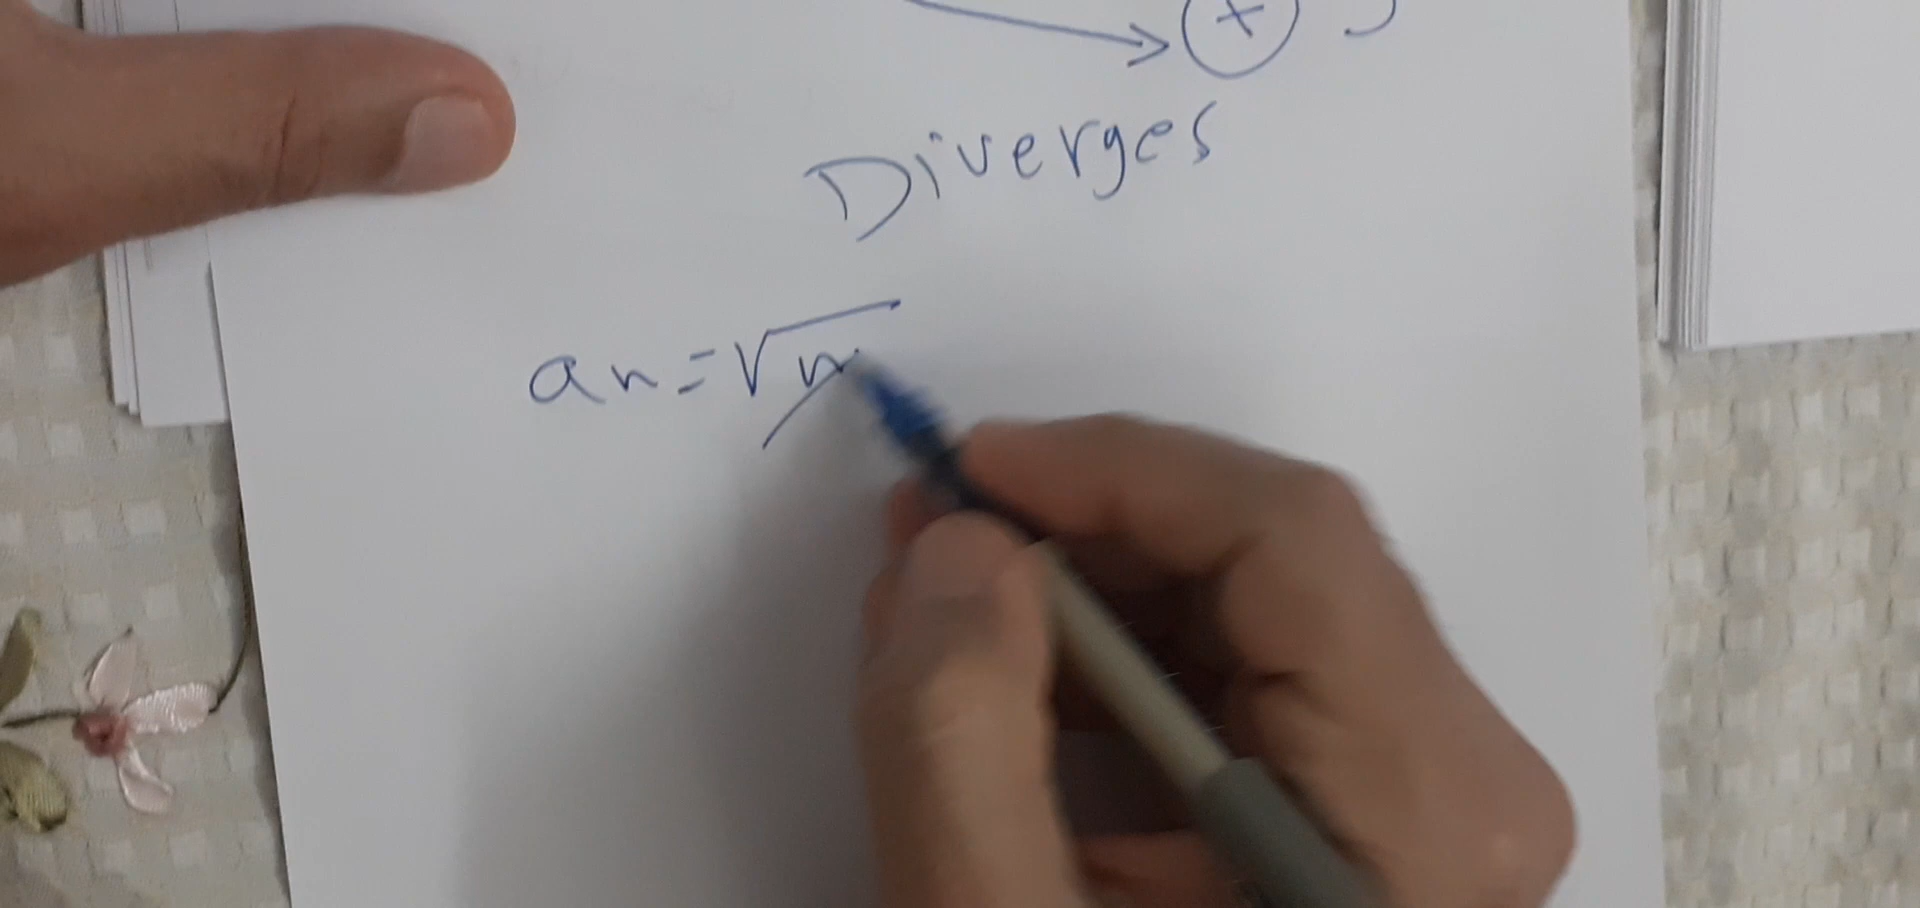 +
Diverges
an=√n